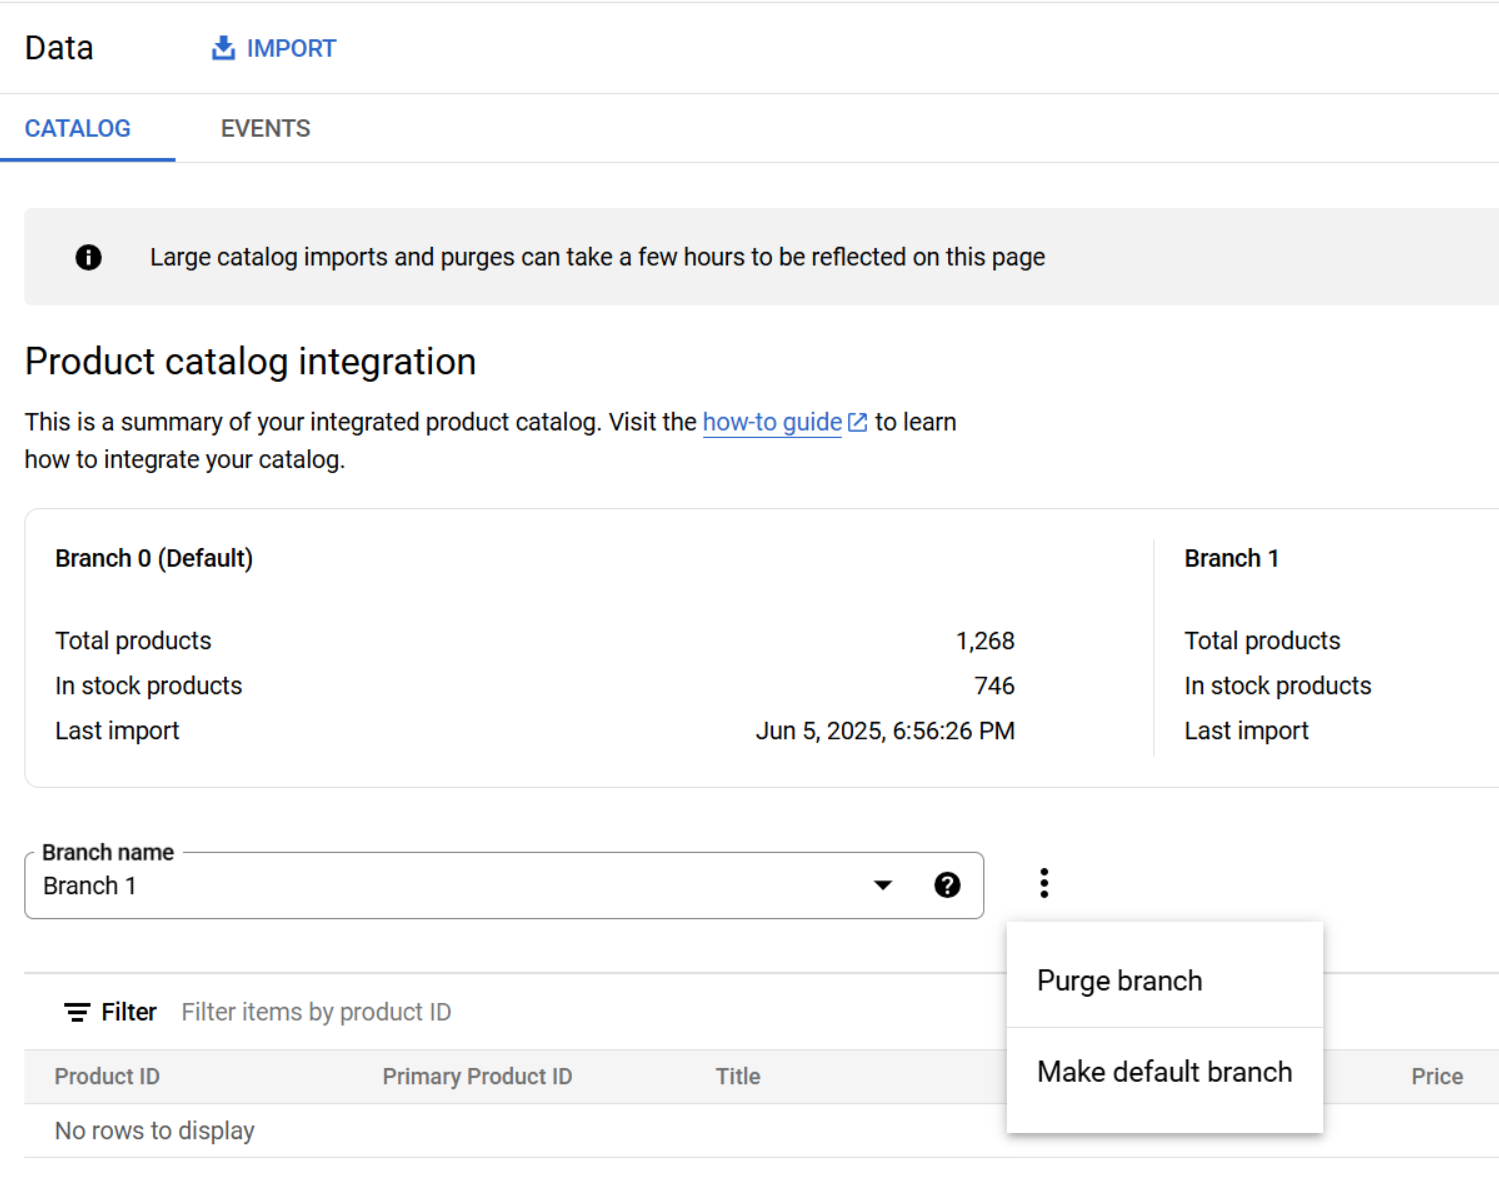 Data
IMPORT
CATALOG
EVENTS
Large catalog imports and purges can take a few hours to be reflected on this page
Product catalog integration
This is a summary of your integrated product catalog. Visit the how-to guide to learn
how to integrate your catalog.
Branch 0 (Default)
Total products 1,268
In stock products 746
Last import Jun 5, 2025, 6:56:26 PM
Branch 1
Total products
In stock products
Last import
Branch name
Branch 1
Purge branch
Make default branch
Filter Filter items by product ID
Product ID Primary Product ID Title Price
No rows to display